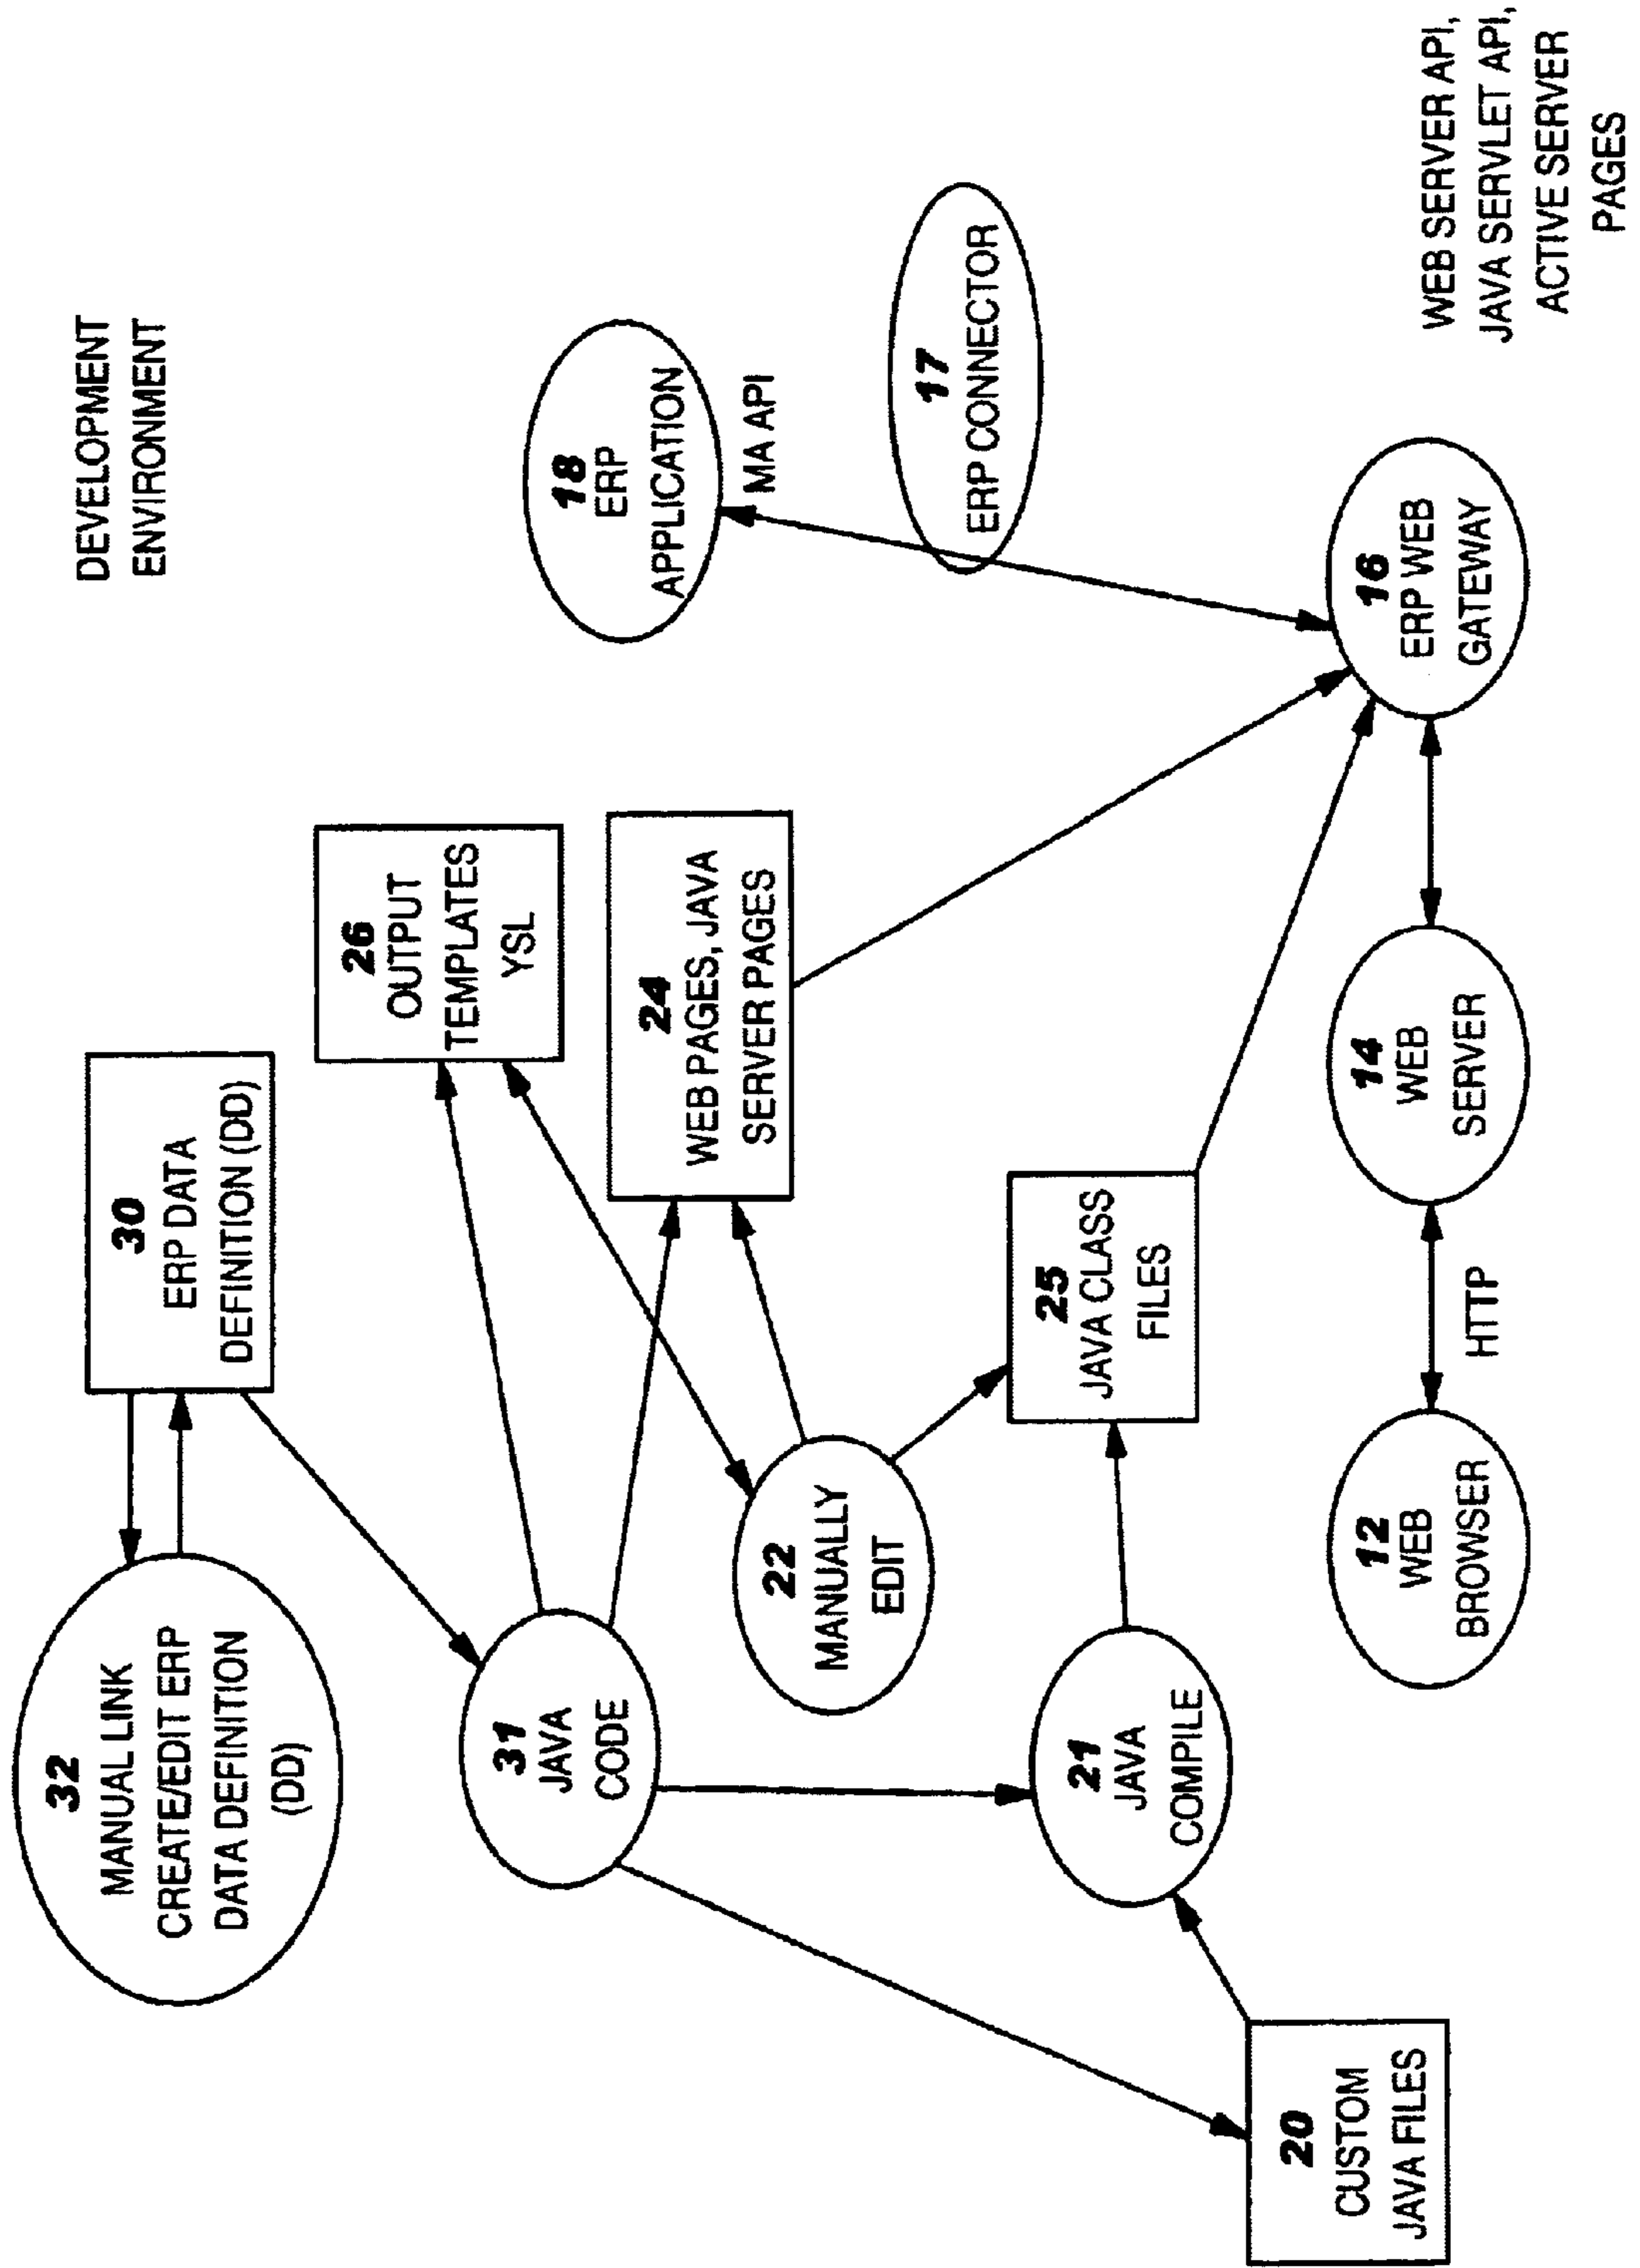 DEVELOPMENT
ENVIRONMENT
32
MANUAL LINK
CREATE/EDIT ERP
DATA DEFINITION
(DD)
30
ERP DATA
DEFINITION (DD)
26
OUTPUT
TEMPLATES
YSL
18
ERP
APPLICATION
MA API
31
JAVA
CODE
24
WEB PAGES, JAVA
SERVER PAGES
22
MANUALLY
EDIT
17
ERP CONNECTOR
21
JAVA
COMPILE
25
JAVA CLASS
FILES
20
CUSTOM
JAVA FILES
12
WEB
BROWSER
HTTP
14
WEB
SERVER
16
ERP WEB
GATEWAY
WEB SERVER API,
JAVA SERVLET API,
ACTIVE SERVER
PAGES